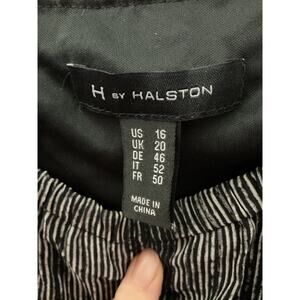 H BY HALSTON
US 16
UK 20
DE 46
IT 52
FR 50
MADE IN
CHINA